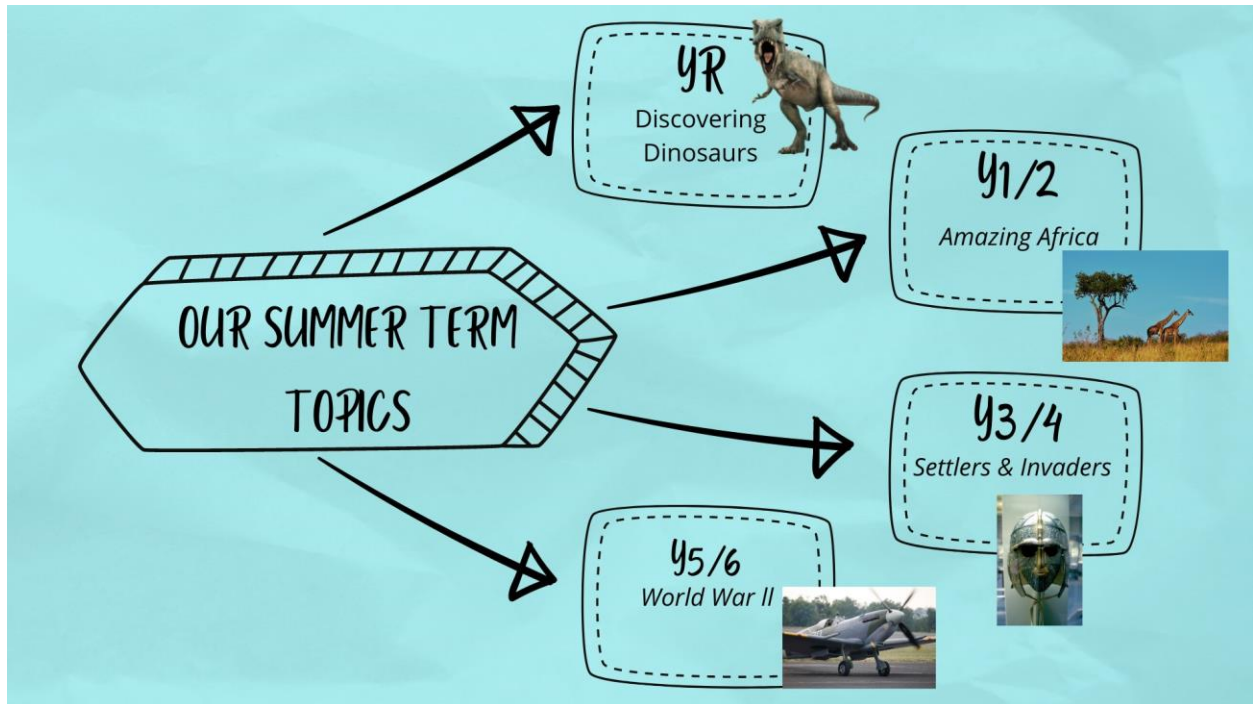 YR
Discovering
Dinosaurs
Y1/2
Amazing Africa
OUR SUMMER TERM
TOPICS
Y3/4
Settlers & Invaders
Y5/6
World War ll